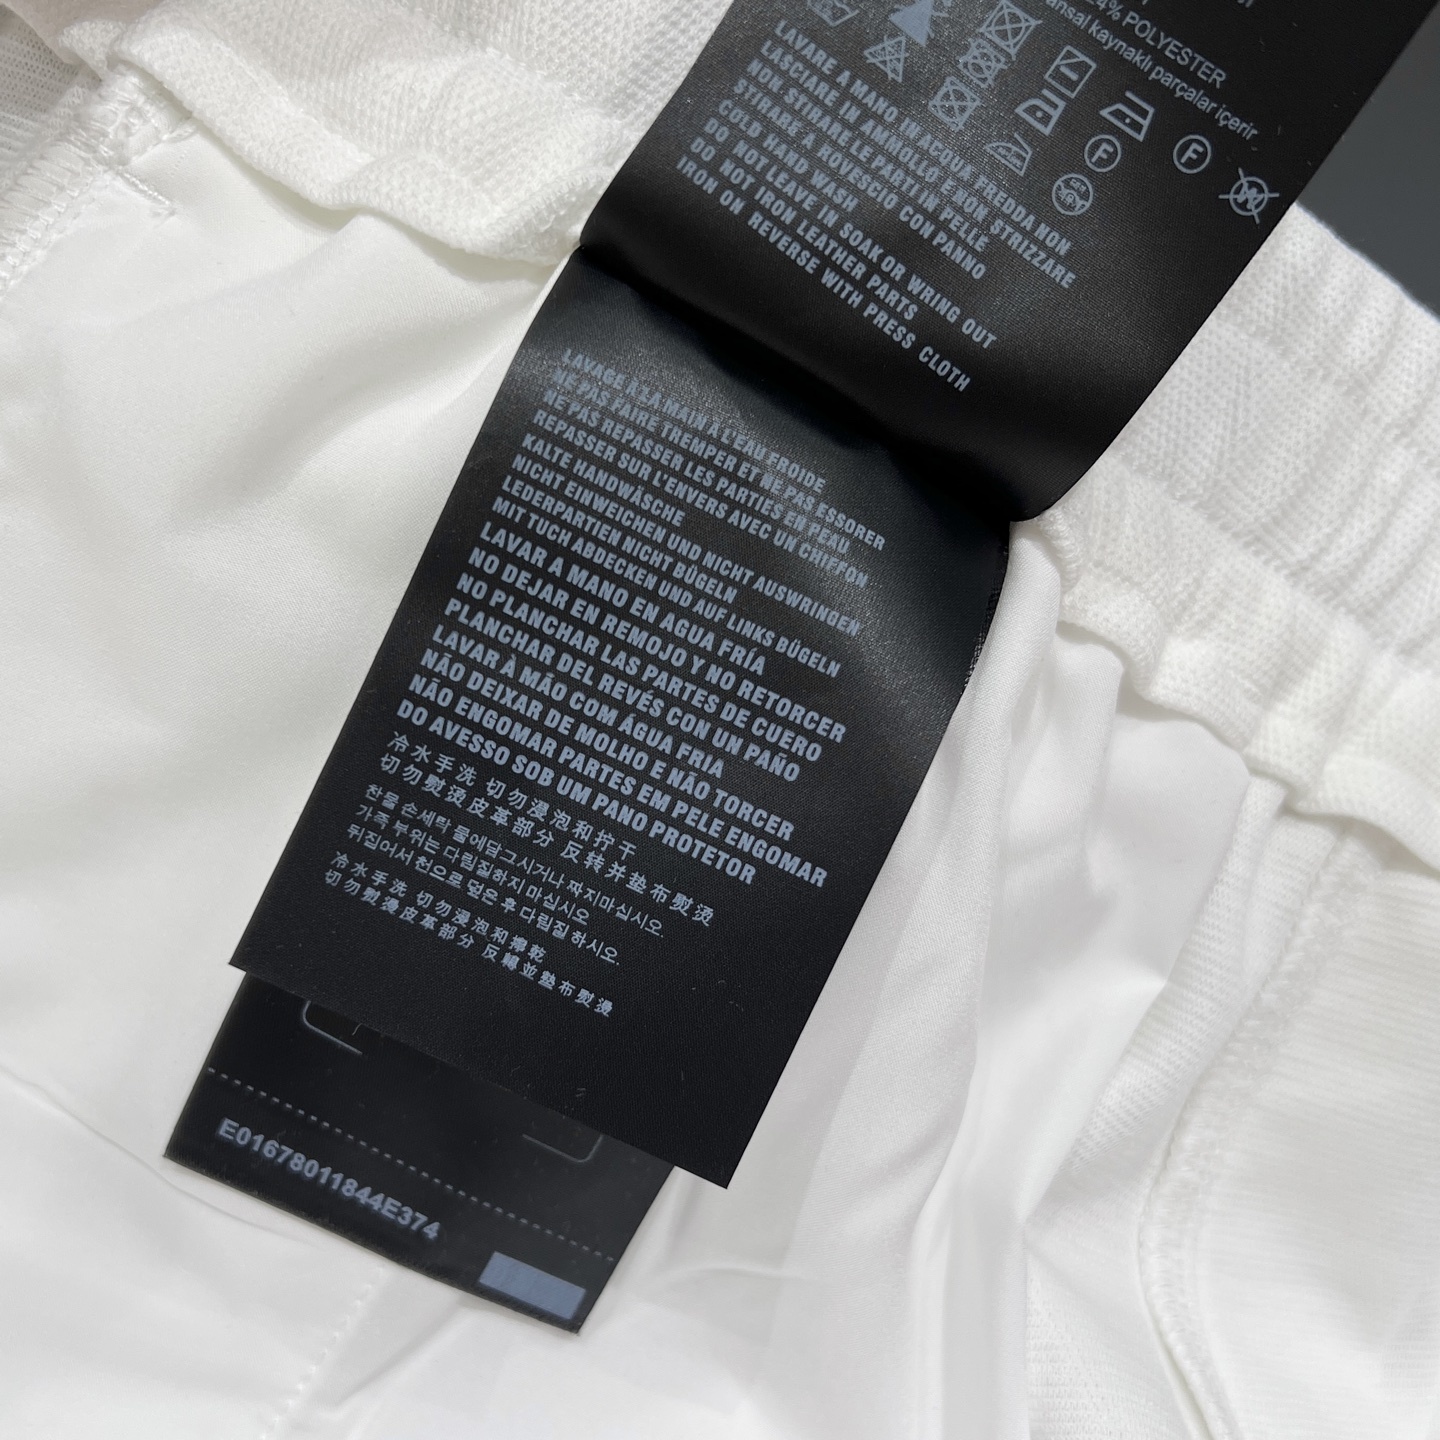 24% POLYESTER
ansal kaynaklı parçalar içerir
F
F
W
LAVARE A MANO IN ACQUA FREDDA NON
LASCIARE IN AMMOLLO E NON STRIZZARE
NON STIRARE LE PARTI IN PELLE
STIRARE A ROVESCIO CON PANNO
COLD HAND WASH
DO NOT LEAVE IN SOAK OR WRING OUT
DO NOT IRON LEATHER PARTS
IRON ON REVERSE WITH PRESS CLOTH
LAVAGE À LA MAIN À L'EAU FROIDE
NE PAS FAIRE TREMPER ET NE PAS ESSORER
NE PAS REPASSER LES PARTIES EN PEAU
REPASSER SUR L'ENVERS AVEC UN CHIFFON
KALTE HANDWÄSCHE
NICHT EINWEICHEN UND NICHT AUSWRINGEN
LEDERPARTIEN NICHT BÜGELN
MIT TUCH ABDECKEN UND AUF LINKS BÜGELN
LAVAR A MANO EN AGUA FRÍA
NO DEJAR EN REMOJO Y NO RETORCER
NO PLANCHAR LAS PARTES DE CUERO
PLANCHAR DEL REVÉS CON UN PAÑO
LAVAR À MÃO COM ÁGUA FRIA
NÃO DEIXAR DE MOLHO E NÃO TORCER
NÃO ENGOMAR PARTES EM PELE ENGOMAR
DO AVESSO SOB UM PANO PROTETOR
冷水手洗 切勿浸泡和拧干
切勿熨烫皮革部分 反转并垫布熨烫
찬물 손세탁 물에담그시거나 짜지마십시오.
가죽 부위는 다림질하지 마십시오
뒤집어서 천으로 덮은 후 다림질 하시오.
冷水手洗 切勿浸泡和擰乾
切勿熨燙皮革部分 反轉並墊布熨燙
E01678011844E374